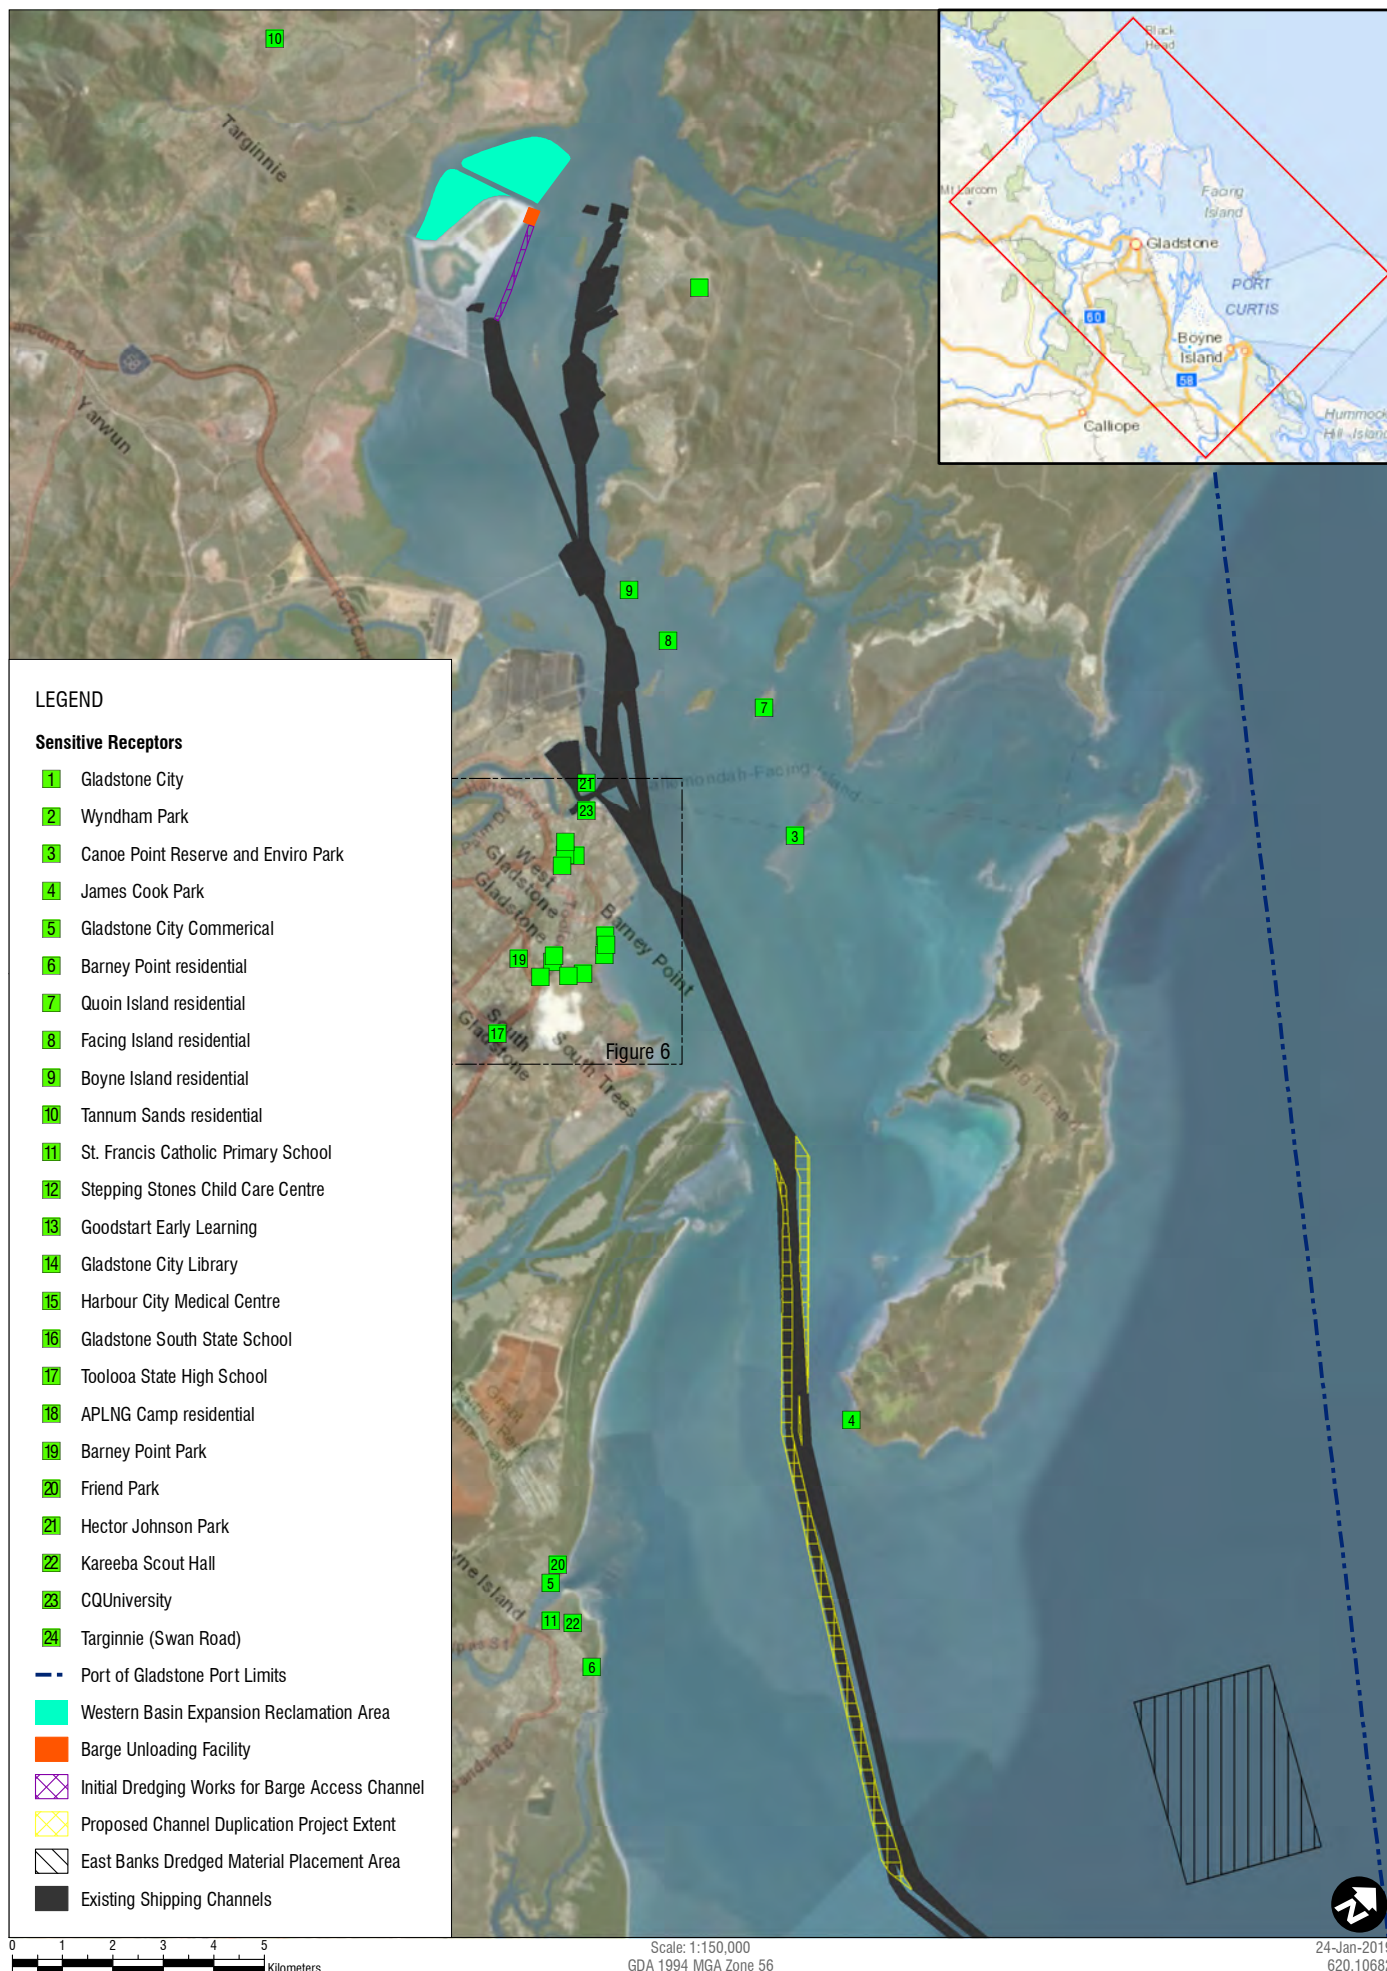 10
Targinnie
Yarwun
Black
Head
Mt Larcom
Facing
Island
Gladstone
PORT
CURTIS
60
Boyne
Island
58
Calliope
Hummock
Hill Island
9
8
7
21
23
3
West
Gladstone
Gladstone
Barney Point
19
17
South
Gladstone
South Trees
Figure 6
Facing Island
4
20
5
11
22
6
LEGEND
Sensitive Receptors
1 Gladstone City
2 Wyndham Park
3 Canoe Point Reserve and Enviro Park
4 James Cook Park
5 Gladstone City Commerical
6 Barney Point residential
7 Quoin Island residential
8 Facing Island residential
9 Boyne Island residential
10 Tannum Sands residential
11 St. Francis Catholic Primary School
12 Stepping Stones Child Care Centre
13 Goodstart Early Learning
14 Gladstone City Library
15 Harbour City Medical Centre
16 Gladstone South State School
17 Toolooa State High School
18 APLNG Camp residential
19 Barney Point Park
20 Friend Park
21 Hector Johnson Park
22 Kareeba Scout Hall
23 CQUniversity
24 Targinnie (Swan Road)
Port of Gladstone Port Limits
Western Basin Expansion Reclamation Area
Barge Unloading Facility
Initial Dredging Works for Barge Access Channel
Proposed Channel Duplication Project Extent
East Banks Dredged Material Placement Area
Existing Shipping Channels
N
0 1 2 3 4 5
Kilometers
Scale: 1:150,000
GDA 1994 MGA Zone 56
24-Jan-2019
620.1068